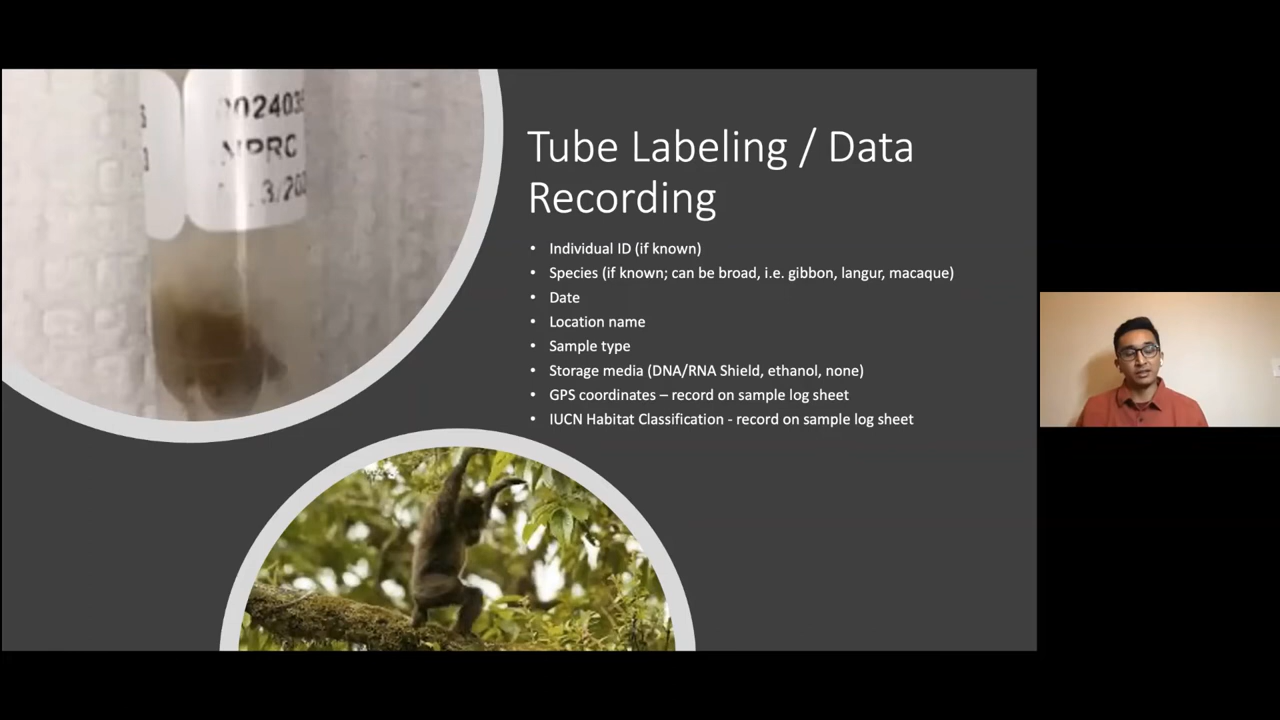 Tube Labeling / Data
Recording
• Individual ID (if known)
• Species (if known; can be broad, i.e. gibbon, langur, macaque)
• Date
• Location name
• Sample type
• Storage media (DNA/RNA Shield, ethanol, none)
• GPS coordinates – record on sample log sheet
• IUCN Habitat Classification - record on sample log sheet